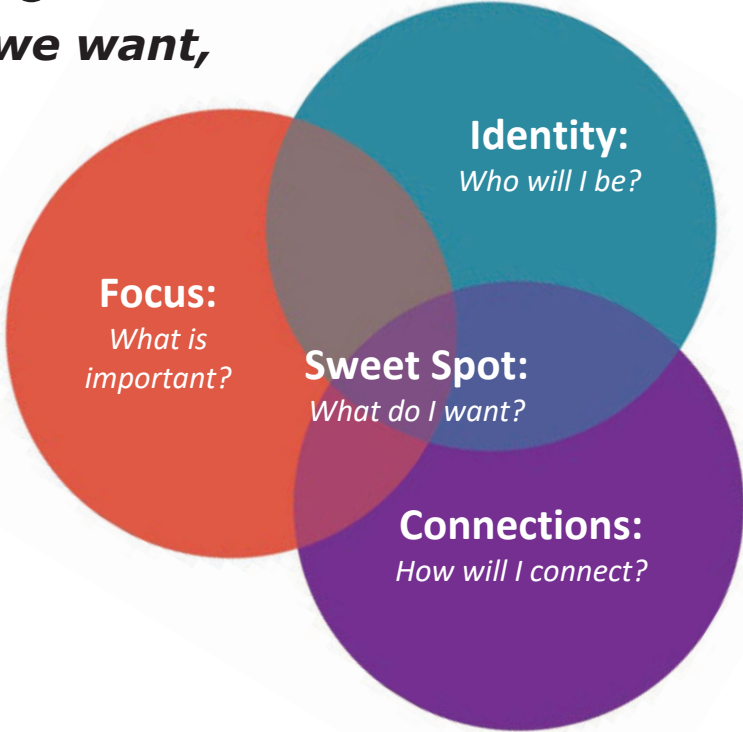 we want,
Identity:
Who will I be?
Focus:
What is
important?
Sweet Spot:
What do I want?
Connections:
How will I connect?